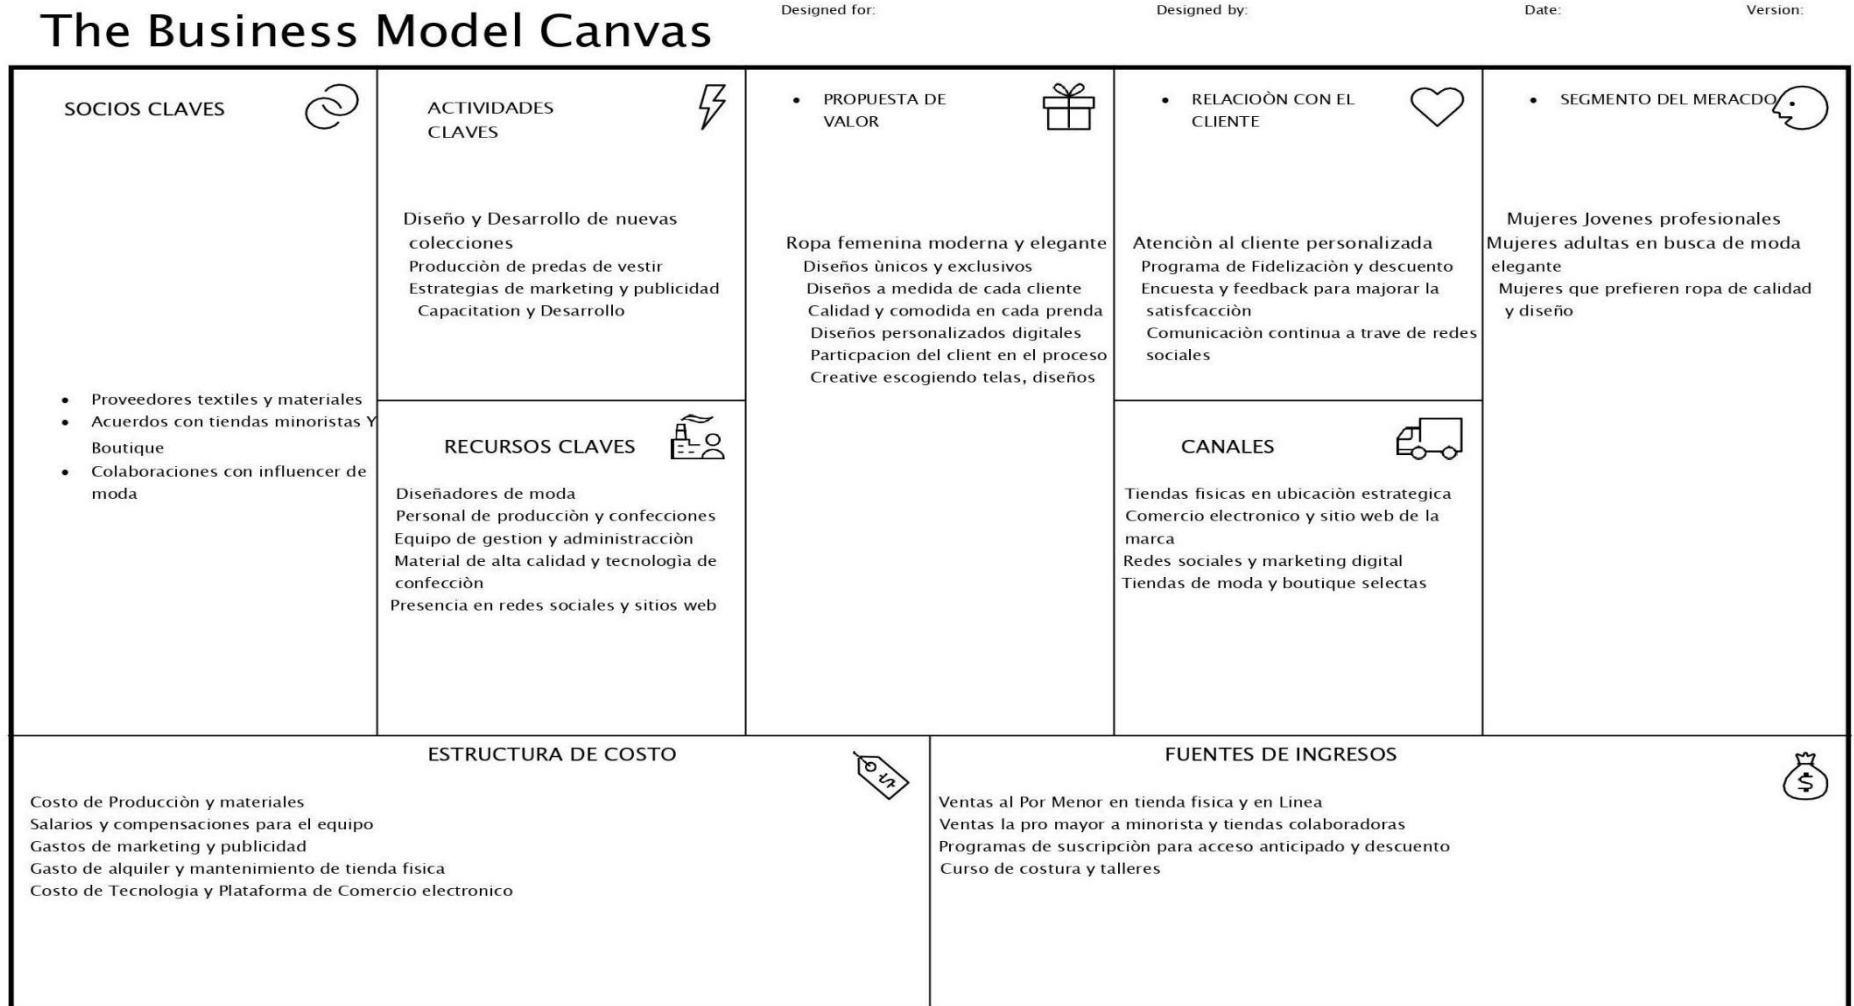 The Business Model Canvas
Designed for:
Designed by:
Date:
Version:
SOCIOS CLAVES
• Proveedores textiles y materiales
• Acuerdos con tiendas minoristas Y
Boutique
• Colaboraciones con influencer de
moda
ACTIVIDADES
CLAVES
Diseño y Desarrollo de nuevas
colecciones
Producciòn de predas de vestir
Estrategias de marketing y publicidad
Capacitation y Desarrollo
RECURSOS CLAVES
Diseñadores de moda
Personal de producciòn y confecciones
Equipo de gestion y administracciòn
Material de alta calidad y tecnologìa de
confecciòn
Presencia en redes sociales y sitios web
• PROPUESTA DE
VALOR
Ropa femenina moderna y elegante
Diseños ùnicos y exclusivos
Diseños a medida de cada cliente
Calidad y comodida en cada prenda
Diseños personalizados digitales
Particpacion del client en el proceso
Creative escogiendo telas, diseños
• RELACIOÒN CON EL
CLIENTE
Atenciòn al cliente personalizada
Programa de Fidelizaciòn y descuento
Encuesta y feedback para majorar la
satisfcacciòn
Comunicaciòn continua a trave de redes
sociales
CANALES
Tiendas fisicas en ubicaciòn estrategica
Comercio electronico y sitio web de la
marca
Redes sociales y marketing digital
Tiendas de moda y boutique selectas
• SEGMENTO DEL MERACDO
Mujeres Jovenes profesionales
Mujeres adultas en busca de moda
elegante
Mujeres que prefieren ropa de calidad
y diseño
ESTRUCTURA DE COSTO
Costo de Producciòn y materiales
Salarios y compensaciones para el equipo
Gastos de marketing y publiciòn
Gasto de alquiler y mantenimiento de tienda fisica
Costo de Tecnologia y Plataforma de Comercio electronico
FUENTES DE INGRESOS
Ventas al Por Menor en tienda fisica y en Linea
Ventas la pro mayor a minorista y tiendas colaboradoras
Programas de suscripciòn para acceso anticipado y descuento
Curso de costura y talleres